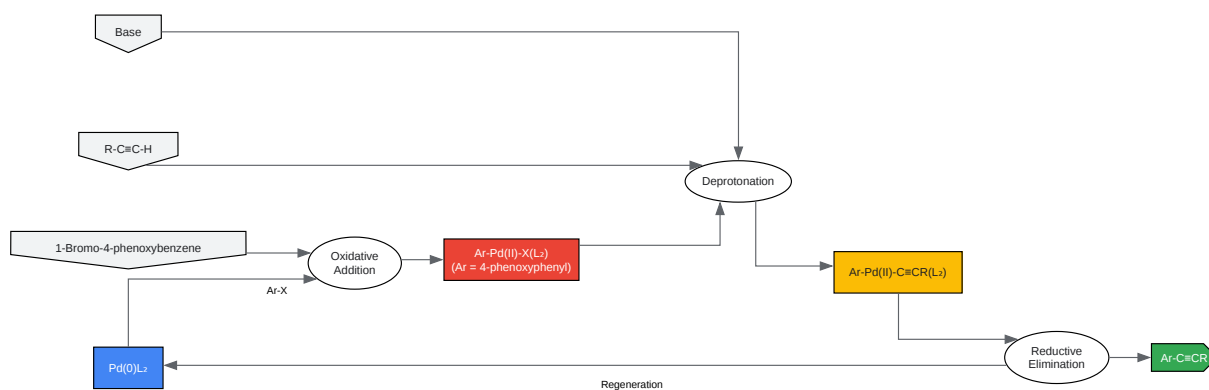 Base
R-C≡C-H
Deprotonation
1-Bromo-4-phenoxybenzene
Oxidative
Addition
Ar-Pd(II)-X(L₂)
(Ar = 4-phenoxyphenyl)
Ar-Pd(II)-C≡CR(L₂)
Ar-X
Pd(0)L₂
Reductive
Elimination
Ar-C≡CR
Regeneration